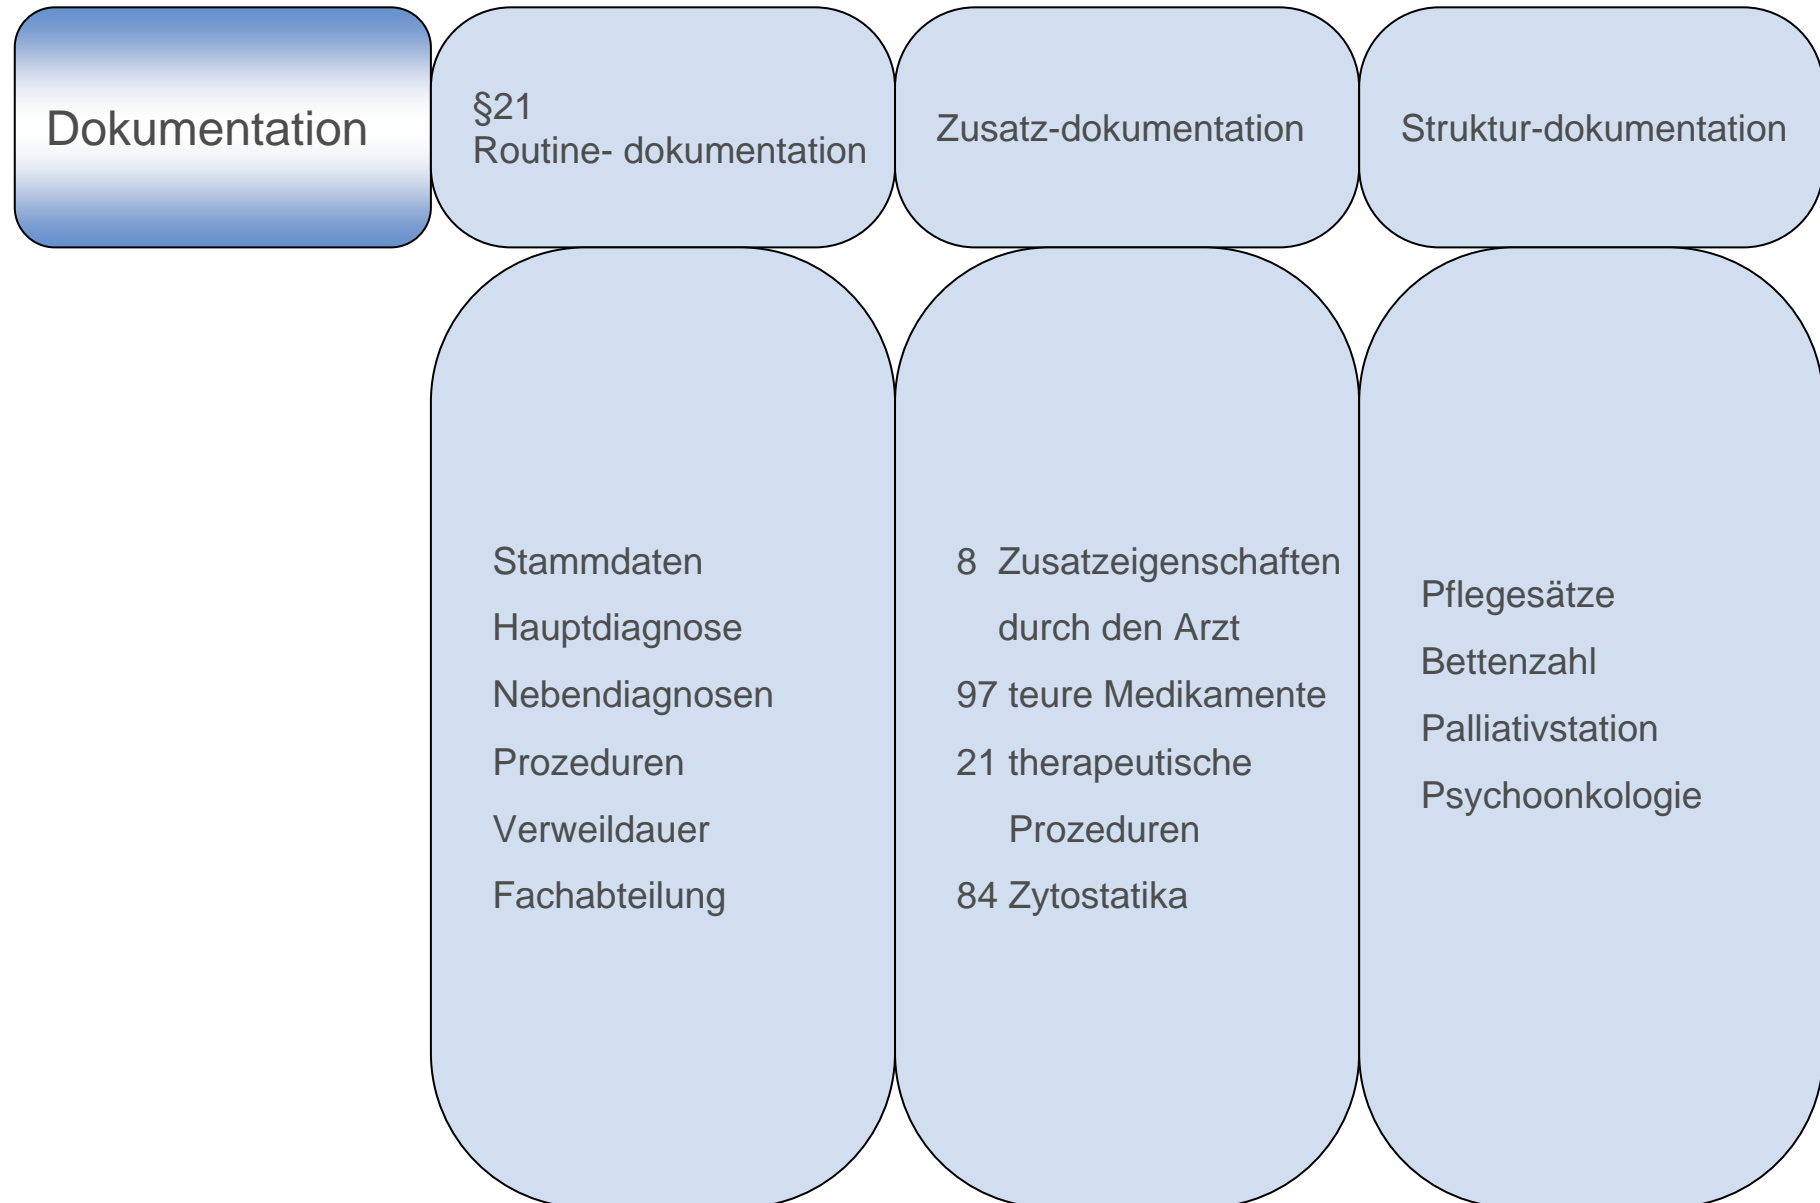 Dokumentation
§21
Routine- dokumentation
Zusatz-dokumentation
Struktur-dokumentation
Stammdaten
Hauptdiagnose
Nebendiagnosen
Prozeduren
Verweildauer
Fachabteilung
8 Zusatzeigenschaften
durch den Arzt
97 teure Medikamente
21 therapeutische
Prozeduren
84 Zytostatika
Pflegesätze
Bettenzahl
Palliativstation
Psychoonkologie